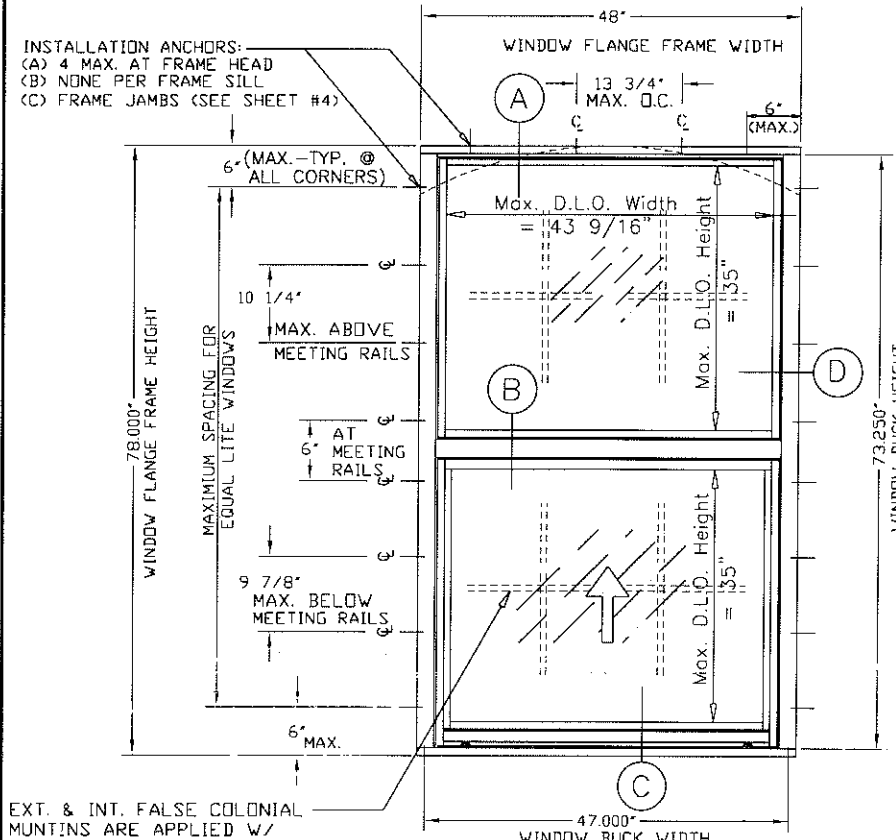 48"
WINDOW FLANGE FRAME WIDTH
INSTALLATION ANCHORS:
(A) 4 MAX. AT FRAME HEAD
(B) NONE PER FRAME SILL
(C) FRAME JAMBS (SEE SHEET #4)
13 3/4"
MAX. O.C.
6"
(MAX.)
A
6" (MAX.-TYP. @
ALL CORNERS)
Max. D.L.O. Width
= 43 9/16"
Max. D.L.O. Height
= 35"
10 1/4"
MAX. ABOVE
MEETING RAILS
78.000"
WINDOW FLANGE FRAME HEIGHT
MAXIMIUM SPACING FOR
EQUAL LITE WINDOWS
B
D
73.250"
6" AT
MEETING
RAILS
Max. D.L.O. Height
= 35"
9 7/8"
MAX. BELOW
MEETING RAILS
6"
MAX.
C
EXT. & INT. FALSE COLONIAL
MUNTINS ARE APPLIED W/
47.000"
WINDOW BUCK WIDTH